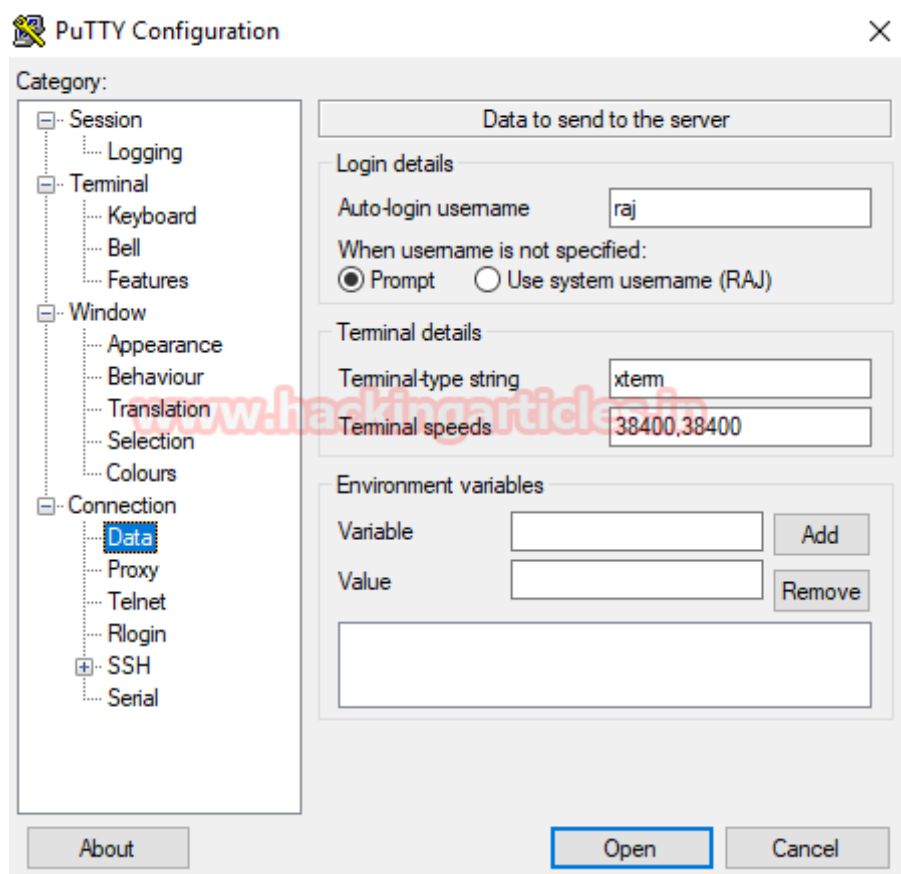 PuTTY Configuration
Category:
Session
Logging
Terminal
Keyboard
Bell
Features
Window
Appearance
Behaviour
Translation
Selection
Colours
Connection
Data
Proxy
Telnet
Rlogin
SSH
Serial
Data to send to the server
Login details
Auto-login username raj
When username is not specified:
Prompt Use system username (RAJ)
Terminal details
Terminal-type string xterm
Terminal speeds 38400,38400
Environment variables
Variable Add
Value Remove
www.hackingarticles.in
About Open Cancel